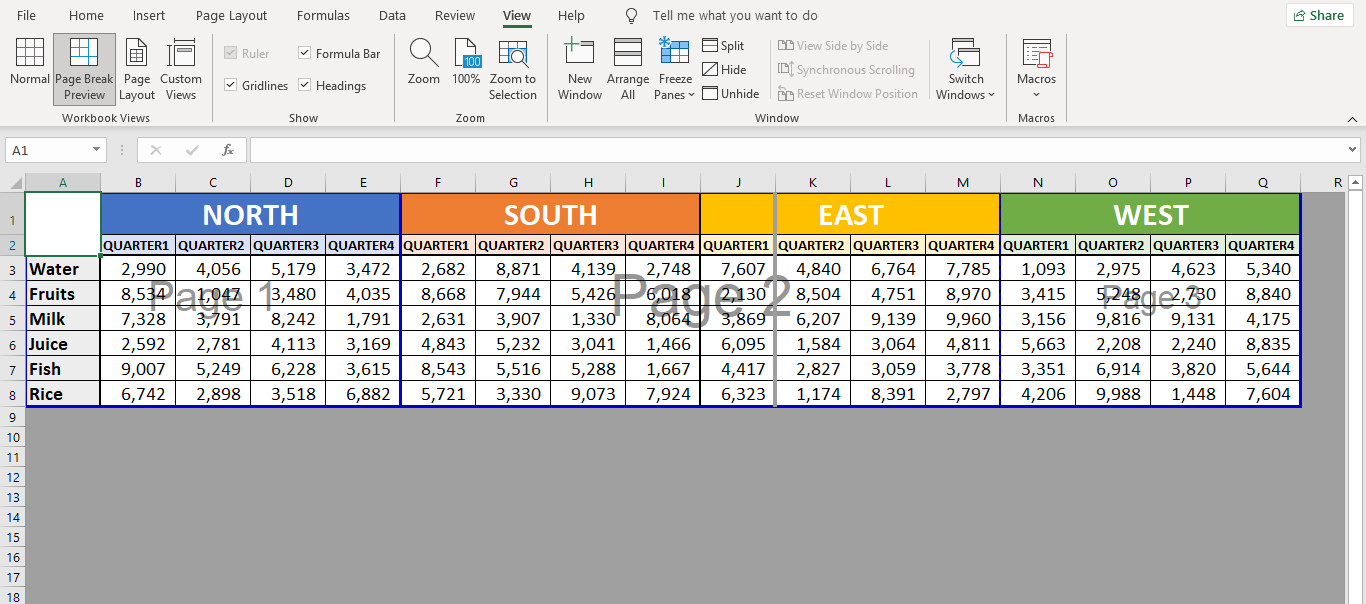 File Home Insert Page Layout Formulas Data Review View Help Tell me what you want to do Share
Normal Page Break Preview Page Layout Custom Views
Ruler Formula Bar
Gridlines Headings
Zoom 100% Zoom to Selection
100
New Window Arrange All Freeze Panes
Split
Hide
Unhide
View Side by Side
Synchronous Scrolling
Reset Window Position
Switch Windows
Macros
Workbook Views Show Zoom Window Macros
A1 fx
A B C D E F G H I J K L M N O P Q R
1 NORTH SOUTH EAST WEST
2 QUARTER1 QUARTER2 QUARTER3 QUARTER4 QUARTER1 QUARTER2 QUARTER3 QUARTER4 QUARTER1 QUARTER2 QUARTER3 QUARTER4 QUARTER1 QUARTER2 QUARTER3 QUARTER4
3 Water 2,990 4,056 5,179 3,472 2,682 8,871 4,139 2,748 7,607 4,840 6,764 7,785 1,093 2,975 4,623 5,340
4 Fruits 8,534 1,047 3,480 4,035 8,668 7,944 5,426 6,018 2,130 8,504 4,751 8,970 3,415 5,248 2,730 8,840
Page 1 Page 2 Page 3
5 Milk 7,328 3,791 8,242 1,791 2,631 3,907 1,330 8,064 3,869 6,207 9,139 9,960 3,156 9,816 9,131 4,175
6 Juice 2,592 2,781 4,113 3,169 4,843 5,232 3,041 1,466 6,095 1,584 3,064 4,811 5,663 2,208 2,240 8,835
7 Fish 9,007 5,249 6,228 3,615 8,543 5,516 5,288 1,667 4,417 2,827 3,059 3,778 3,351 6,914 3,820 5,644
8 Rice 6,742 2,898 3,518 6,882 5,721 3,330 9,073 7,924 6,323 1,174 8,391 2,797 4,206 9,988 1,448 7,604
9
10
11
12
13
14
15
16
17
18